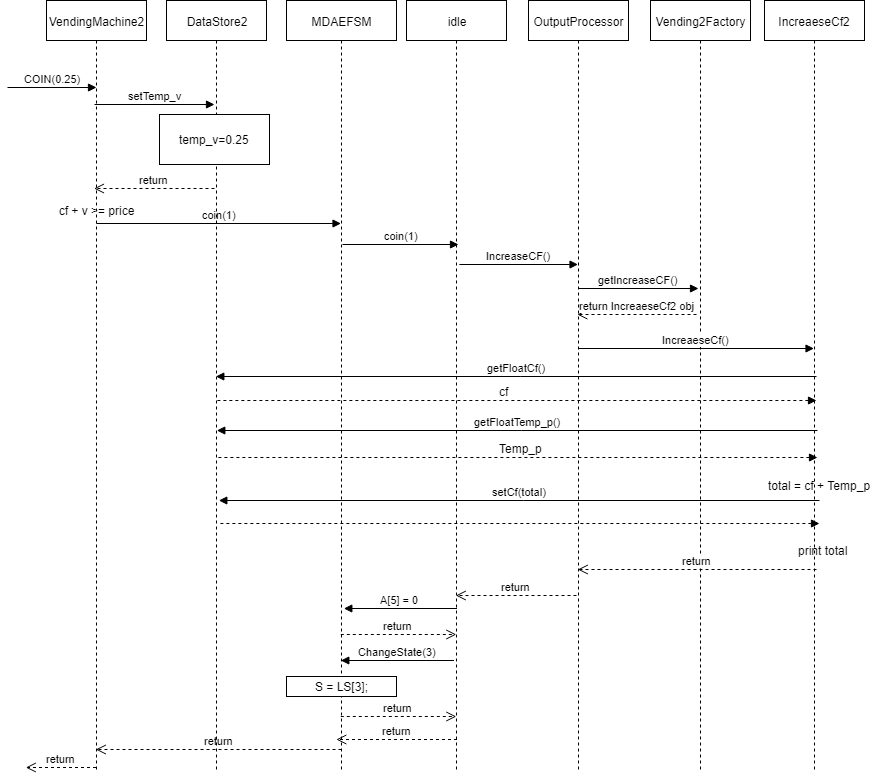 VendingMachine2
DataStore2
MDAEFSM
idle
OutputProcessor
Vending2Factory
IncreaeseCf2
COIN(0.25)
setTemp_v
temp_v=0.25
return
cf + v >= price
coin(1)
coin(1)
IncreaseCF()
getIncreaseCF()
return IncreaeseCf2 obj
IncreaeseCf()
getFloatCf()
cf
getFloatTemp_p()
Temp_p
total = cf + Temp_p
setCf(total)
print total
return
return
A[5] = 0
return
ChangeState(3)
S = LS[3];
return
return
return
return